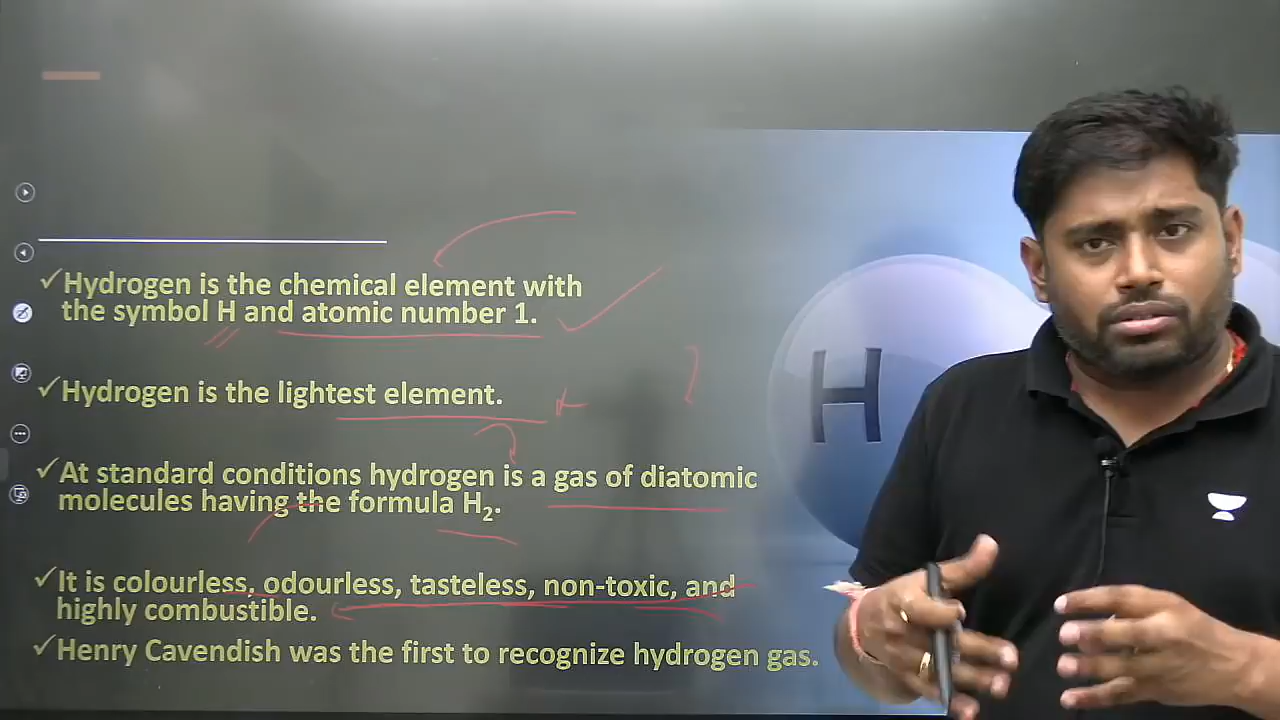 ✓Hydrogen is the chemical element with
the symbol H and atomic number 1.
✓Hydrogen is the lightest element.
✓At standard conditions hydrogen is a gas of diatomic
molecules having the formula H₂.
✓It is colourless, odourless, tasteless, non-toxic, and
highly combustible.
✓Henry Cavendish was the first to recognize hydrogen gas.
H